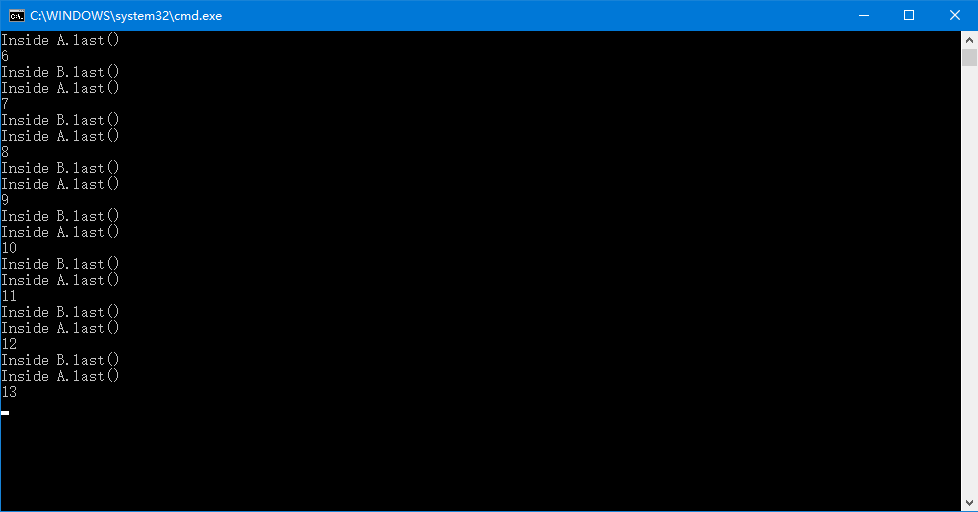 C:\WINDOWS\system32\cmd.exe
Inside A.last()
6
Inside B.last()
Inside A.last()
7
Inside B.last()
Inside A.last()
8
Inside B.last()
Inside A.last()
9
Inside B.last()
Inside A.last()
10
Inside B.last()
Inside A.last()
11
Inside B.last()
Inside A.last()
12
Inside B.last()
Inside A.last()
13